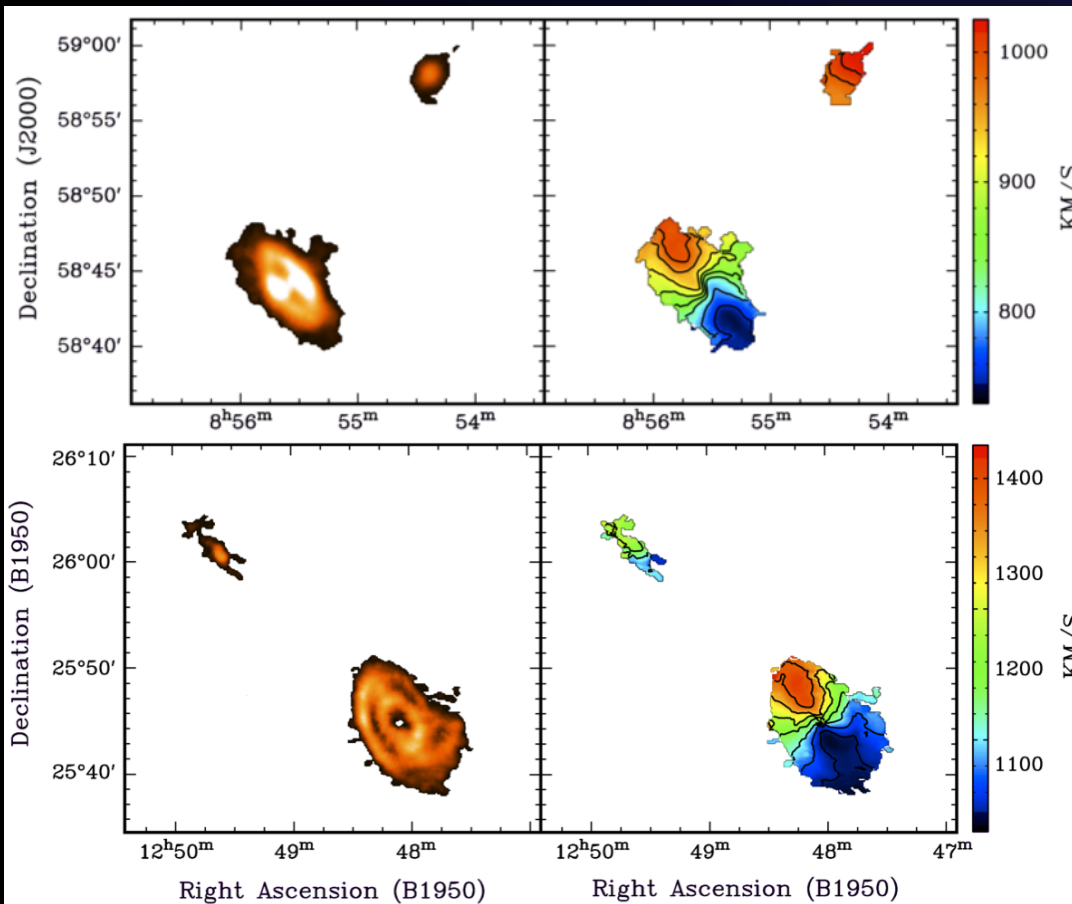 59°00′
58°55′
58°50′
58°45′
58°40′
Declination (J2000)
8ʰ56ᵐ
55ᵐ
54ᵐ
8ʰ56ᵐ
55ᵐ
54ᵐ
1000
900
800
KM/S
26°10′
26°00′
25°50′
25°40′
Declination (B1950)
12ʰ50ᵐ
49ᵐ
48ᵐ
12ʰ50ᵐ
49ᵐ
48ᵐ
47ᵐ
1400
1300
1200
1100
KM/S
Right Ascension (B1950)
Right Ascension (B1950)